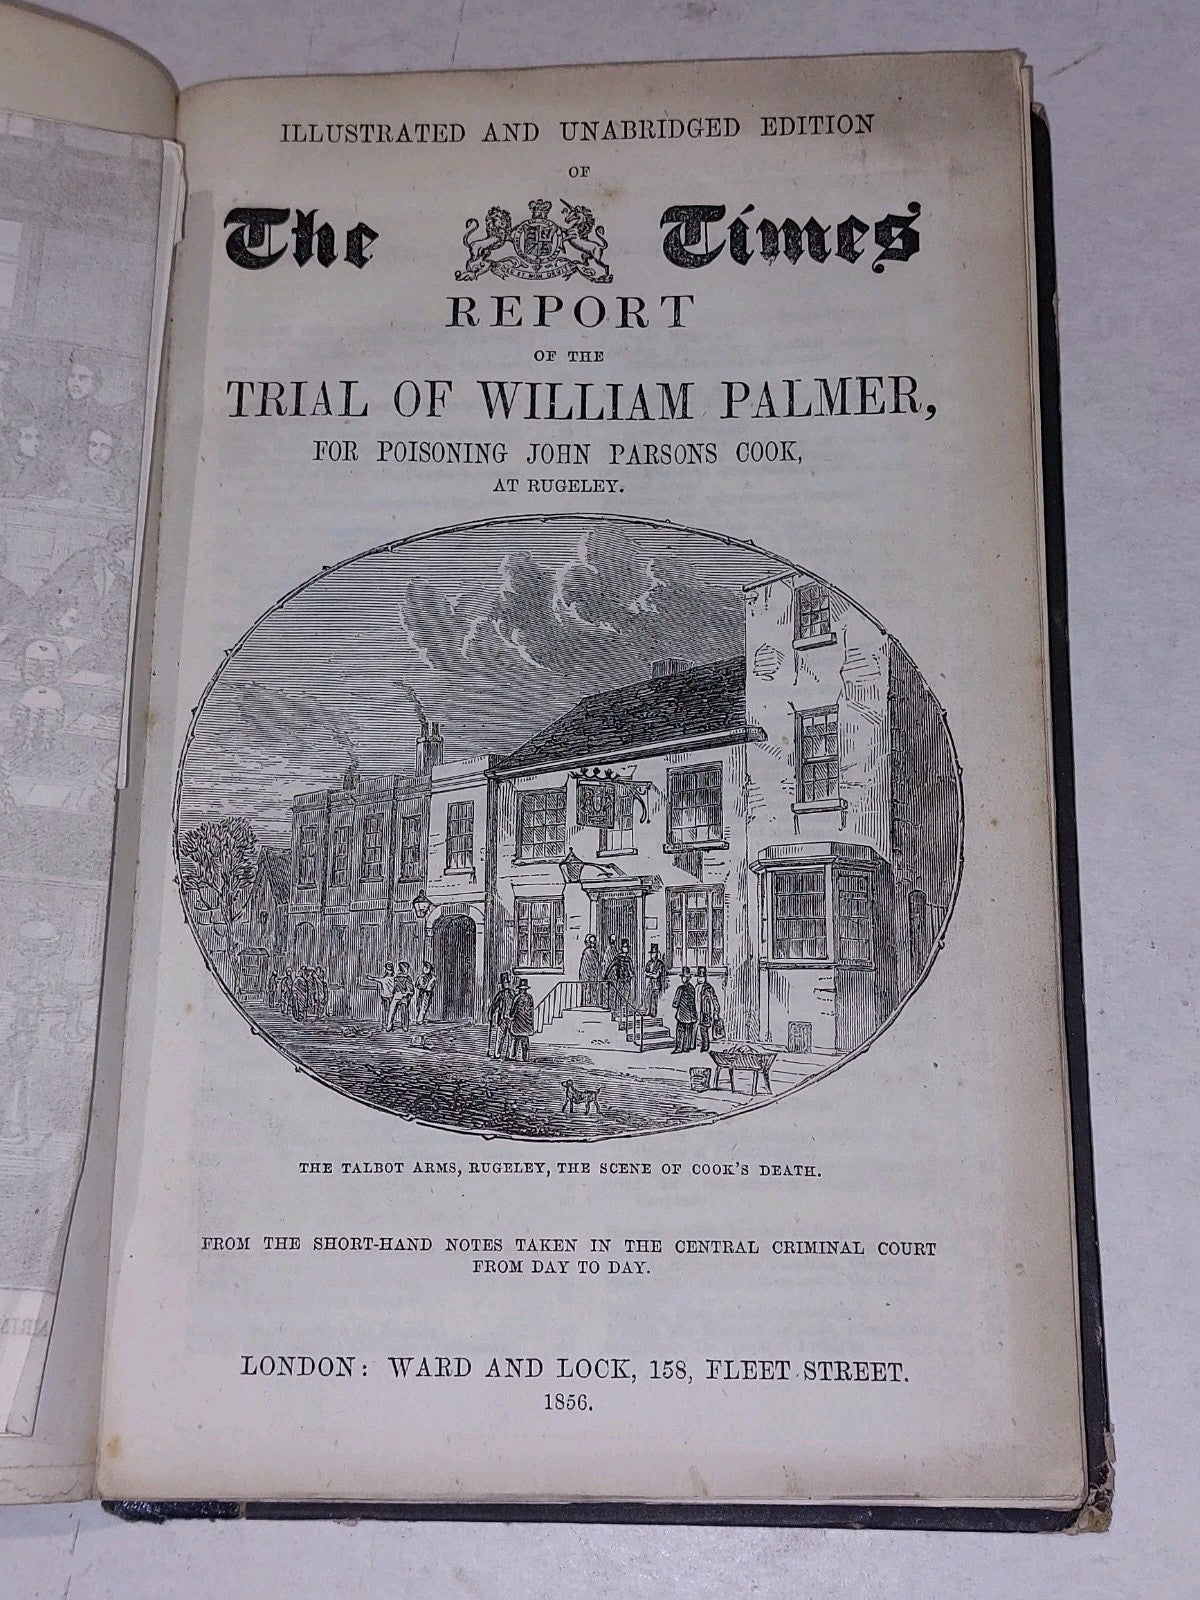 ILLUSTRATED AND UNABRIDGED EDITION
OF
The Times
REPORT
OF THE
TRIAL OF WILLIAM PALMER,
FOR POISONING JOHN PARSONS COOK,
AT RUGELEY.
THE TALBOT ARMS, RUGELEY, THE SCENE OF COOK'S DEATH.
FROM THE SHORT-HAND NOTES TAKEN IN THE CENTRAL CRIMINAL COURT
FROM DAY TO DAY.
LONDON: WARD AND LOCK, 158, FLEET STREET.
1856.